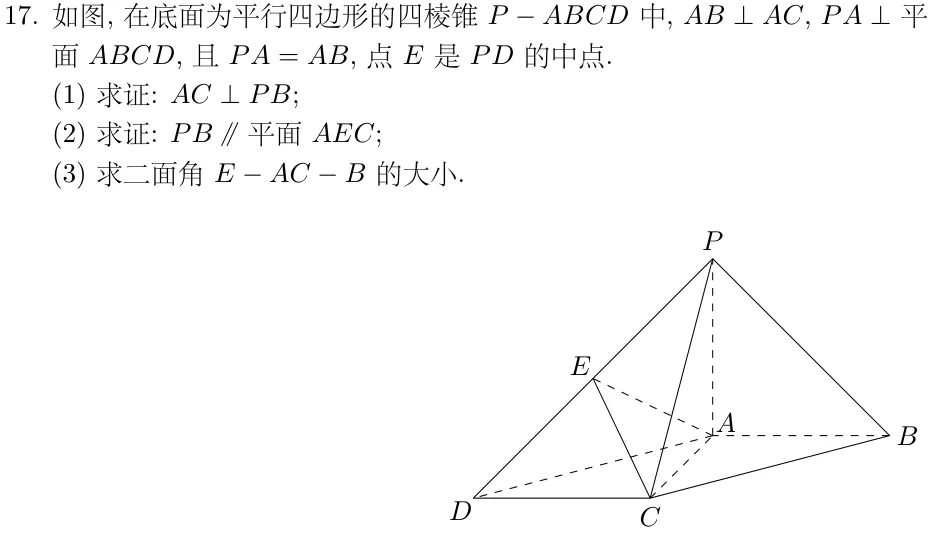 17. 如图, 在底面为平行四边形的四棱锥 P − ABCD 中, AB ⊥ AC, PA ⊥ 平
面 ABCD, 且 PA = AB, 点 E 是 PD 的中点.
(1) 求证: AC ⊥ PB;
(2) 求证: PB ∥ 平面 AEC;
(3) 求二面角 E − AC − B 的大小.
P
E
A
B
D
C